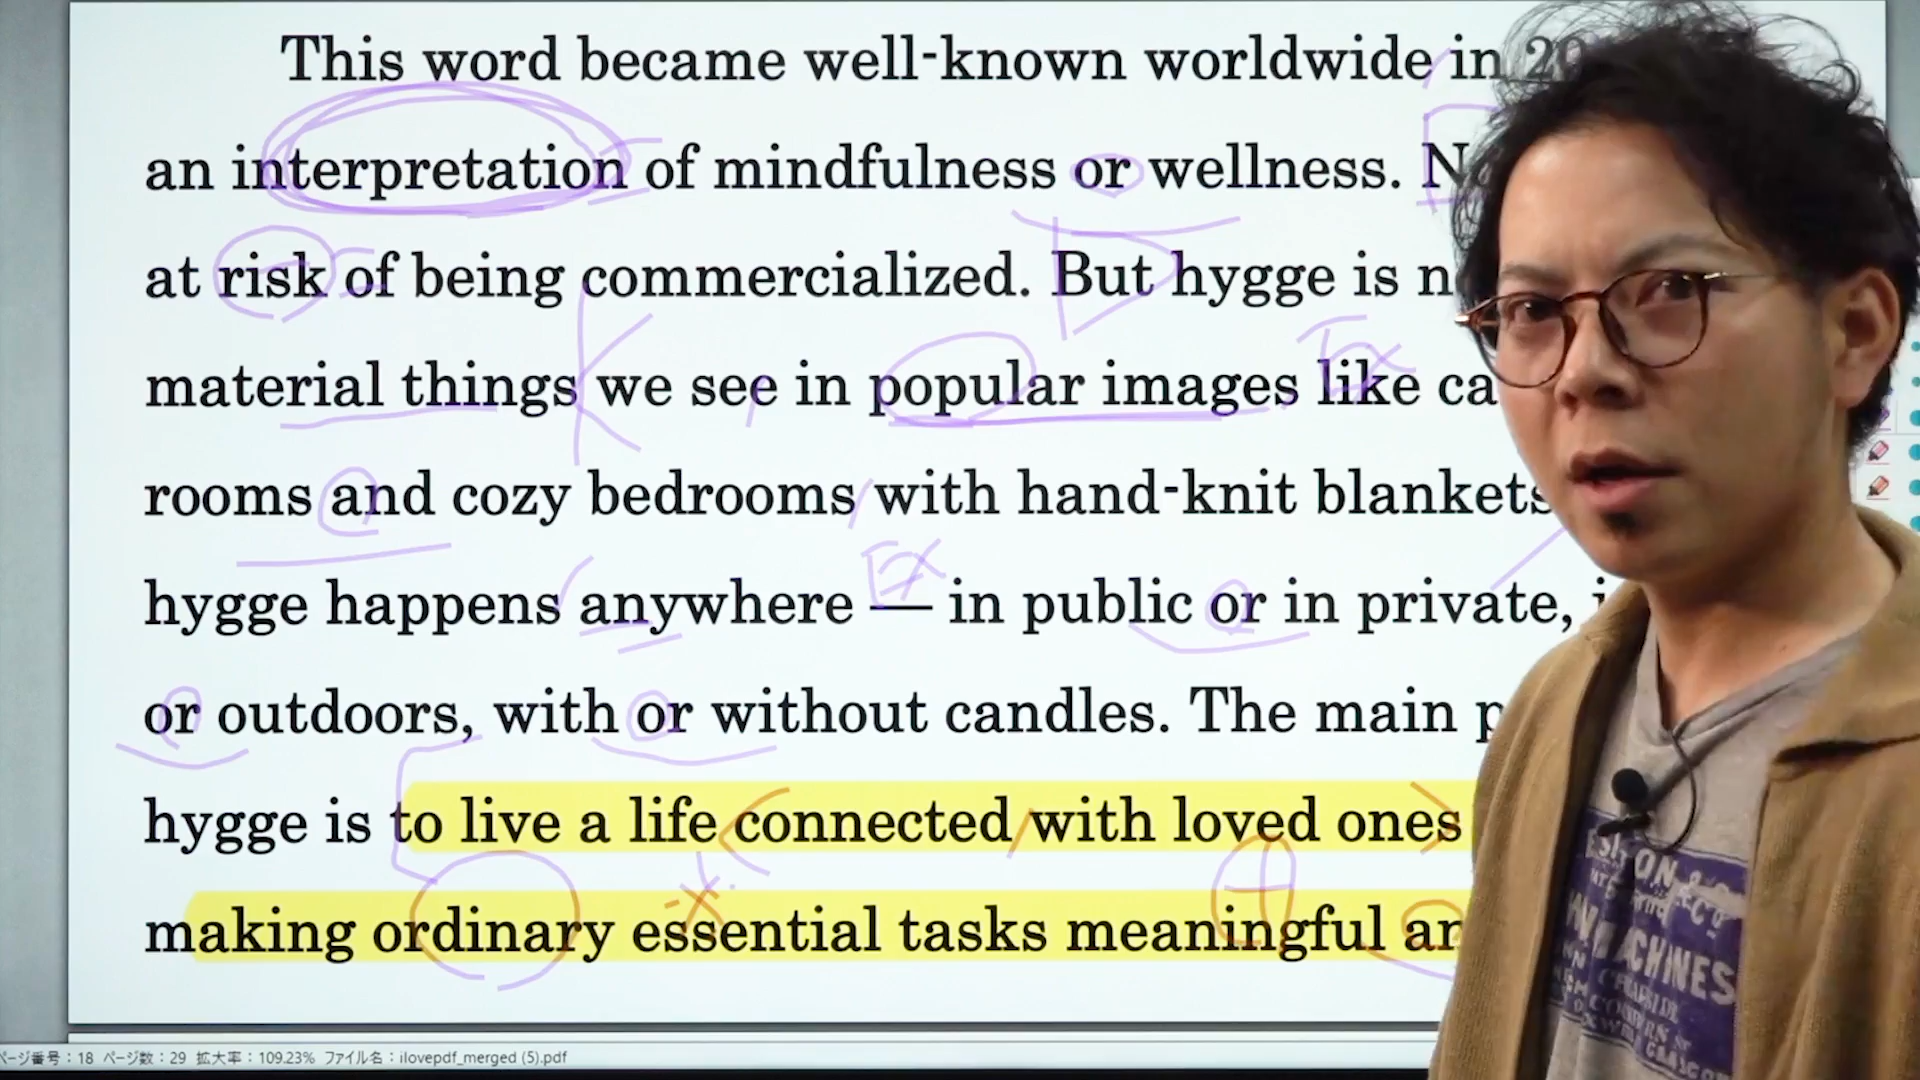 This word became well-known worldwide in 20
an interpretation of mindfulness or wellness.
at risk of being commercialized. But hygge is
material things we see in popular images like
rooms and cozy bedrooms with hand-knit blankets
EX
hygge happens anywhere — in public or in private,
EX
or outdoors, with or without candles. The main
hygge is to live a life connected with loved ones
making ordinary essential tasks meaningful
MACHINES
ページ番号：18 ページ数：29 拡大率：109.23% ファイル名：ilovepdf_merged (5).pdf